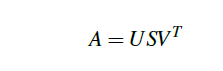 A = USV^T